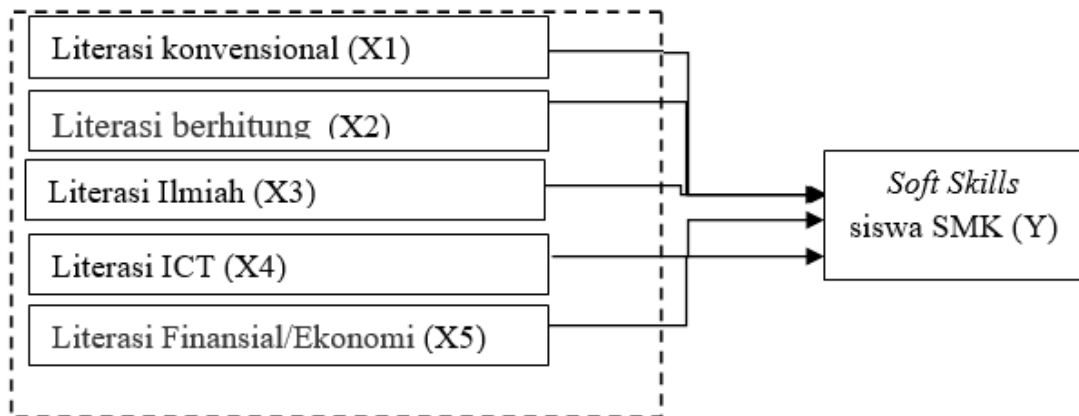 Literasi konvensional (X1)
Literasi berhitung (X2)
Literasi Ilmiah (X3)
Literasi ICT (X4)
Literasi Finansial/Ekonomi (X5)
Soft Skills
siswa SMK (Y)